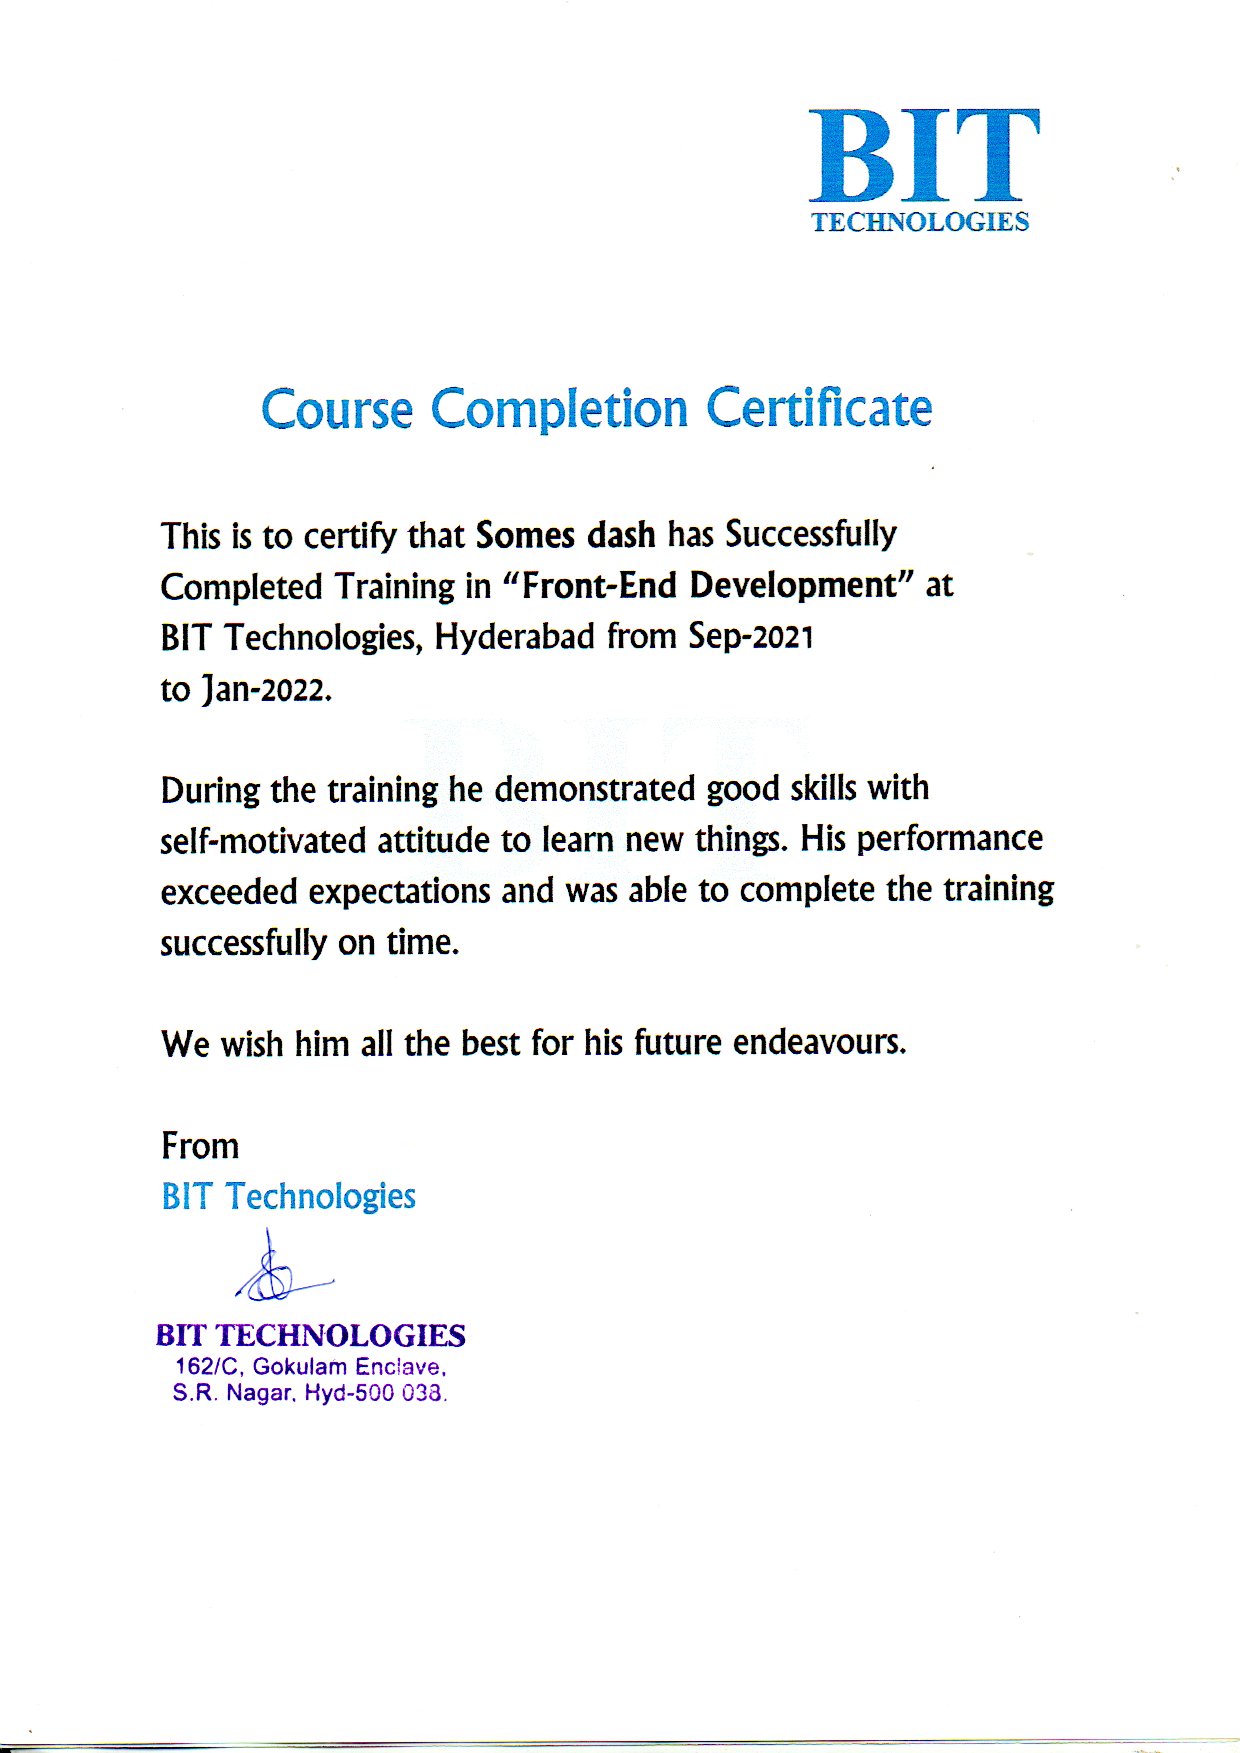 BIT
TECHNOLOGIES
Course Completion Certificate
This is to certify that Somes dash has Successfully
Completed Training in “Front-End Development” at
BIT Technologies, Hyderabad from Sep-2021
to Jan-2022.
During the training he demonstrated good skills with
self-motivated attitude to learn new things. His performance
exceeded expectations and was able to complete the training
successfully on time.
We wish him all the best for his future endeavours.
From
BIT Technologies
BIT TECHNOLOGIES
162/C, Gokulam Enclave,
S.R. Nagar, Hyd-500 038.